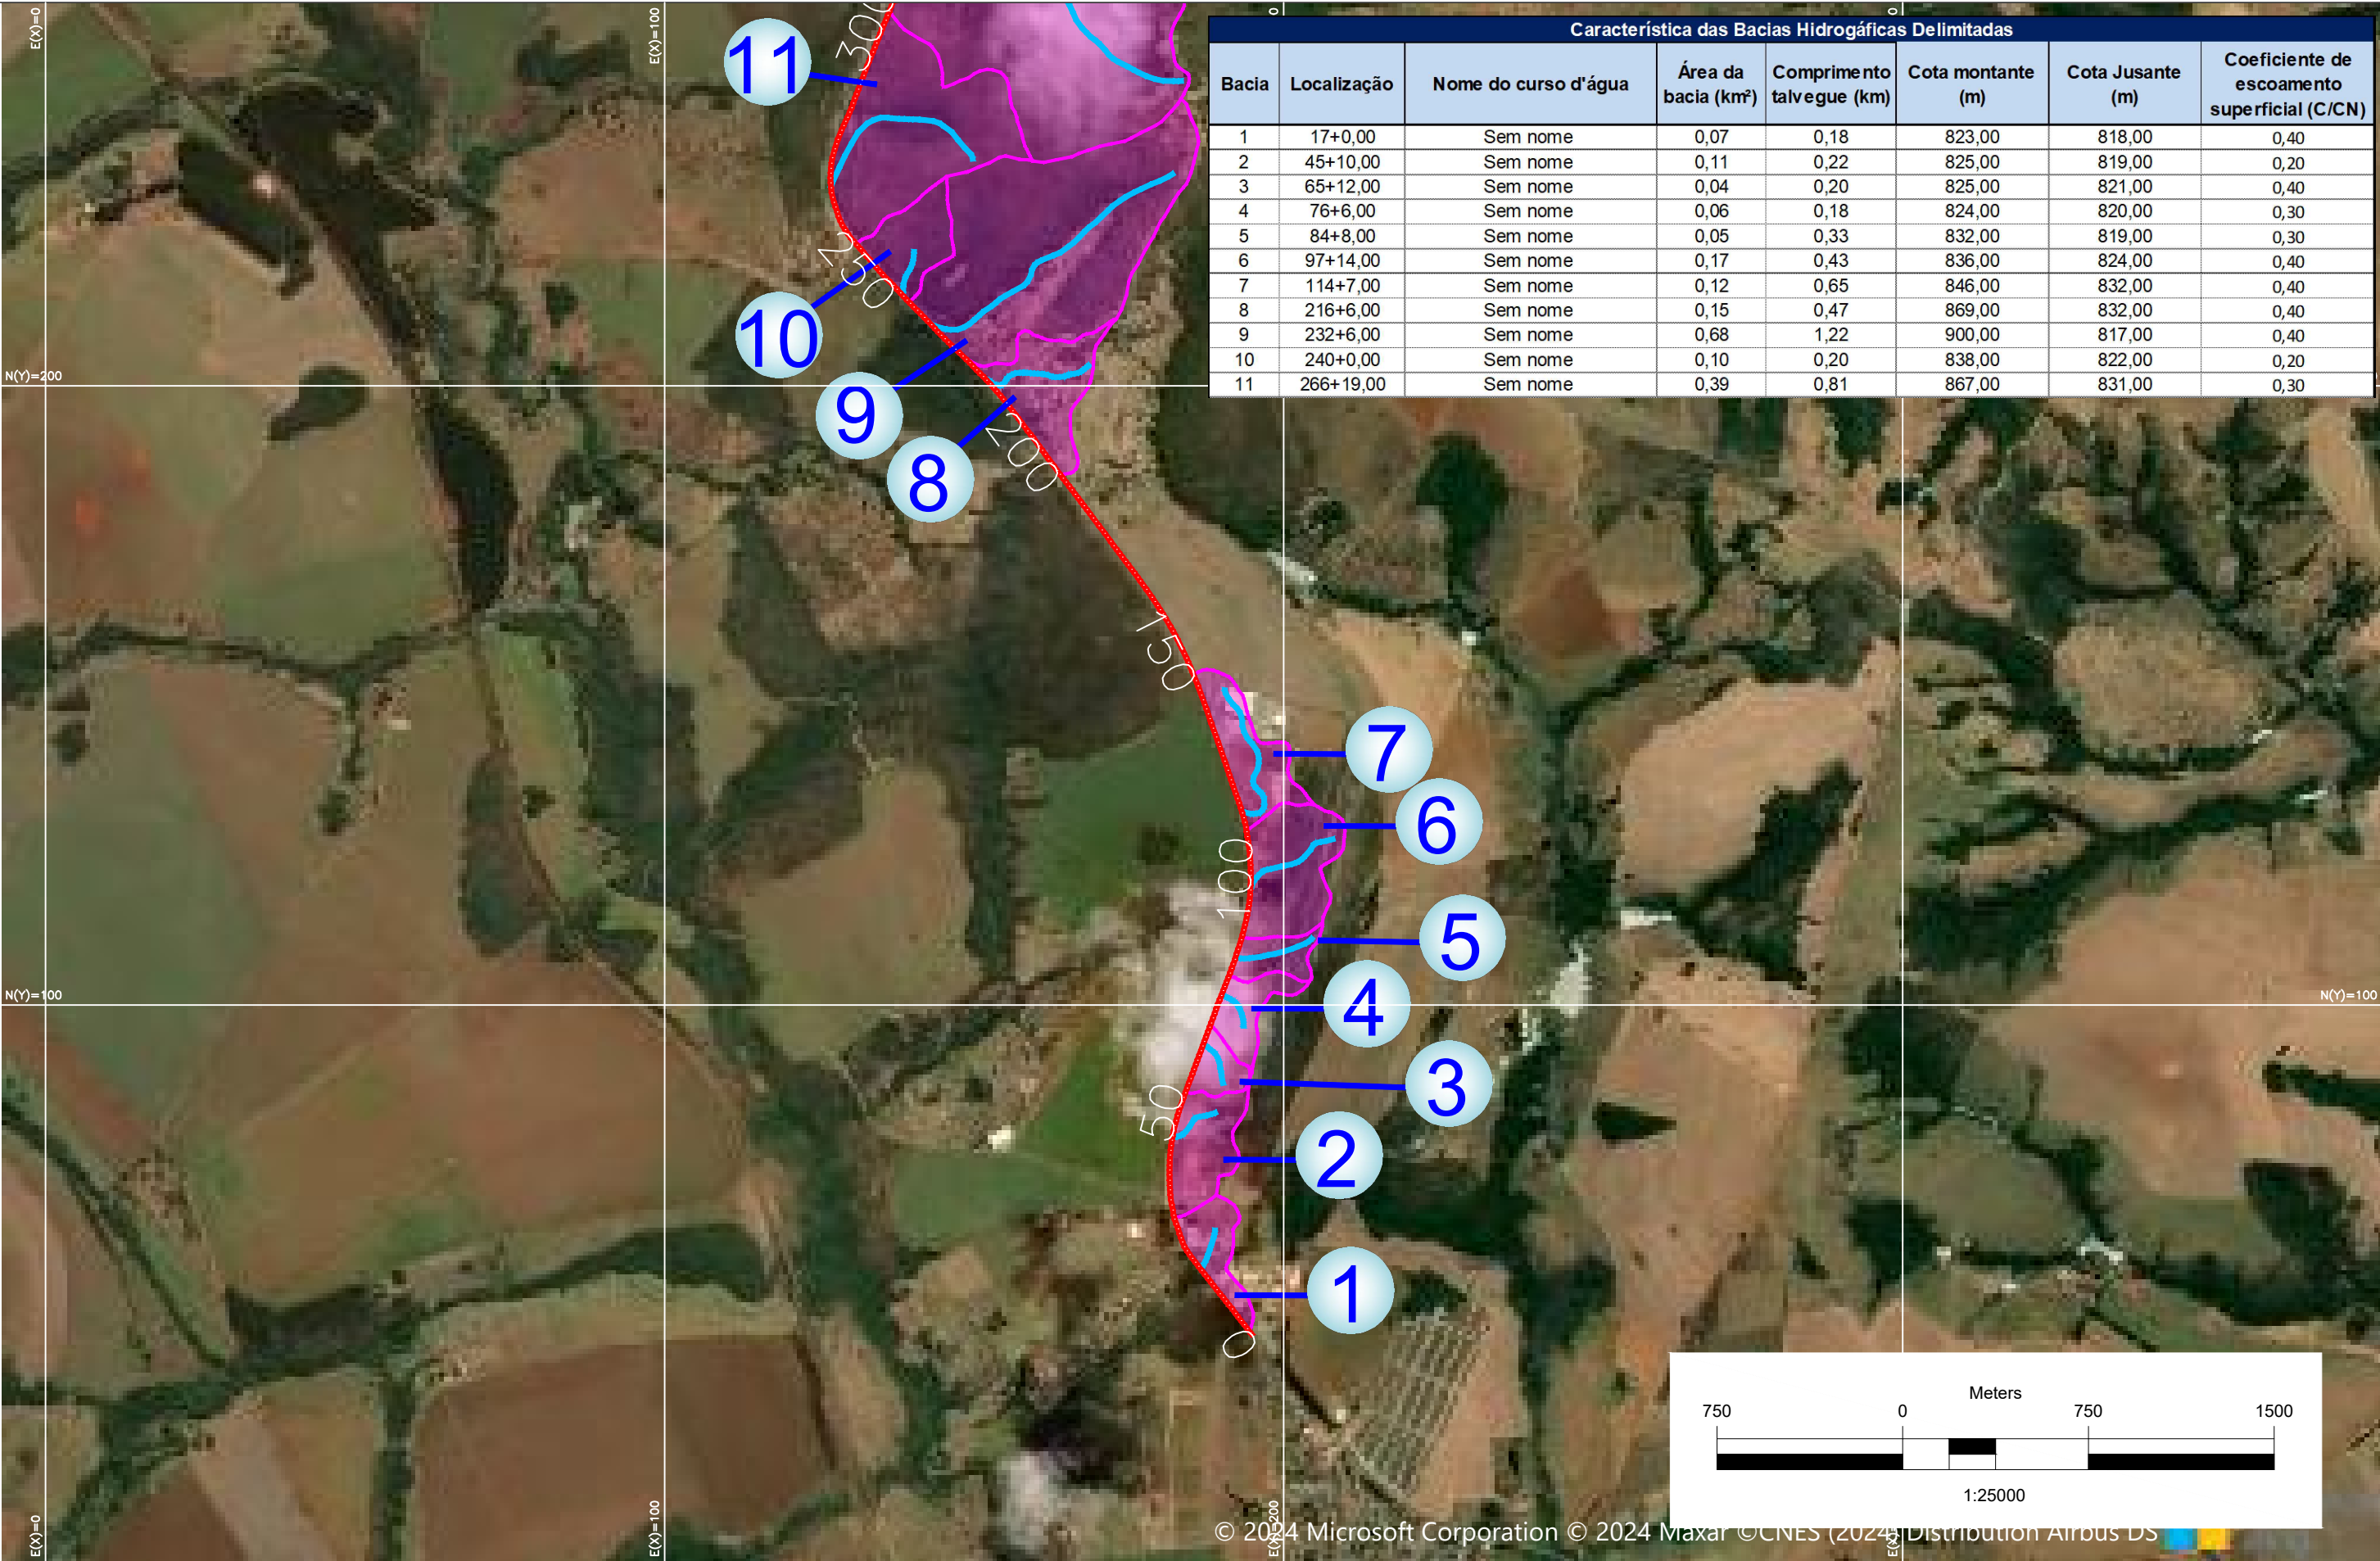 E(X)=0
E(X)=100
0
0
Característica das Bacias Hidrogáficas Delimitadas
Bacia Localização Nome do curso d'água Área da bacia (km²) Comprimento talvegue (km) Cota montante (m) Cota Jusante (m) Coeficiente de escoamento superficial (C/CN)
1 17+0,00 Sem nome 0,07 0,18 823,00 818,00 0,40
2 45+10,00 Sem nome 0,11 0,22 825,00 819,00 0,20
3 65+12,00 Sem nome 0,04 0,20 825,00 821,00 0,40
4 76+6,00 Sem nome 0,06 0,18 824,00 820,00 0,30
5 84+8,00 Sem nome 0,05 0,33 832,00 819,00 0,30
6 97+14,00 Sem nome 0,17 0,43 836,00 824,00 0,40
7 114+7,00 Sem nome 0,12 0,65 846,00 832,00 0,40
8 216+6,00 Sem nome 0,15 0,47 869,00 832,00 0,40
9 232+6,00 Sem nome 0,68 1,22 900,00 817,00 0,40
10 240+0,00 Sem nome 0,10 0,20 838,00 822,00 0,20
11 266+19,00 Sem nome 0,39 0,81 867,00 831,00 0,30
300
11
250
10
N(Y)=200
9
8
200
150
7
6
100
5
4
N(Y)=100
N(Y)=100
3
50
2
1
0
Meters
750 0 750 1500
1:25000
E(X)=0
E(X)=100
E(X)=200
© 2024 Microsoft Corporation © 2024 Maxar ©CNES (2024) Distribution Airbus DS